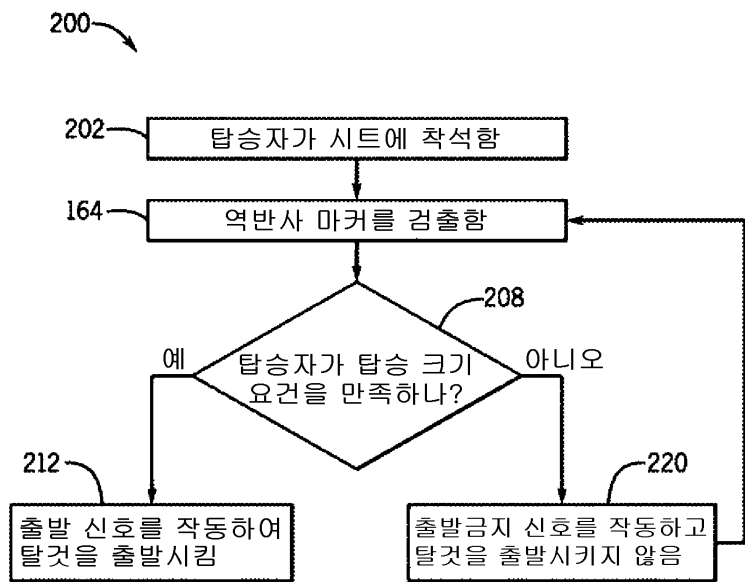 200
202
탑승자가 시트에 착석함
164
역반사 마커를 검출함
208
예
탑승자가 탑승 크기
요건을 만족하나?
아니오
212
출발 신호를 작동하여
탈것을 출발시킴
220
출발금지 신호를 작동하고
탈것을 출발시키지 않음